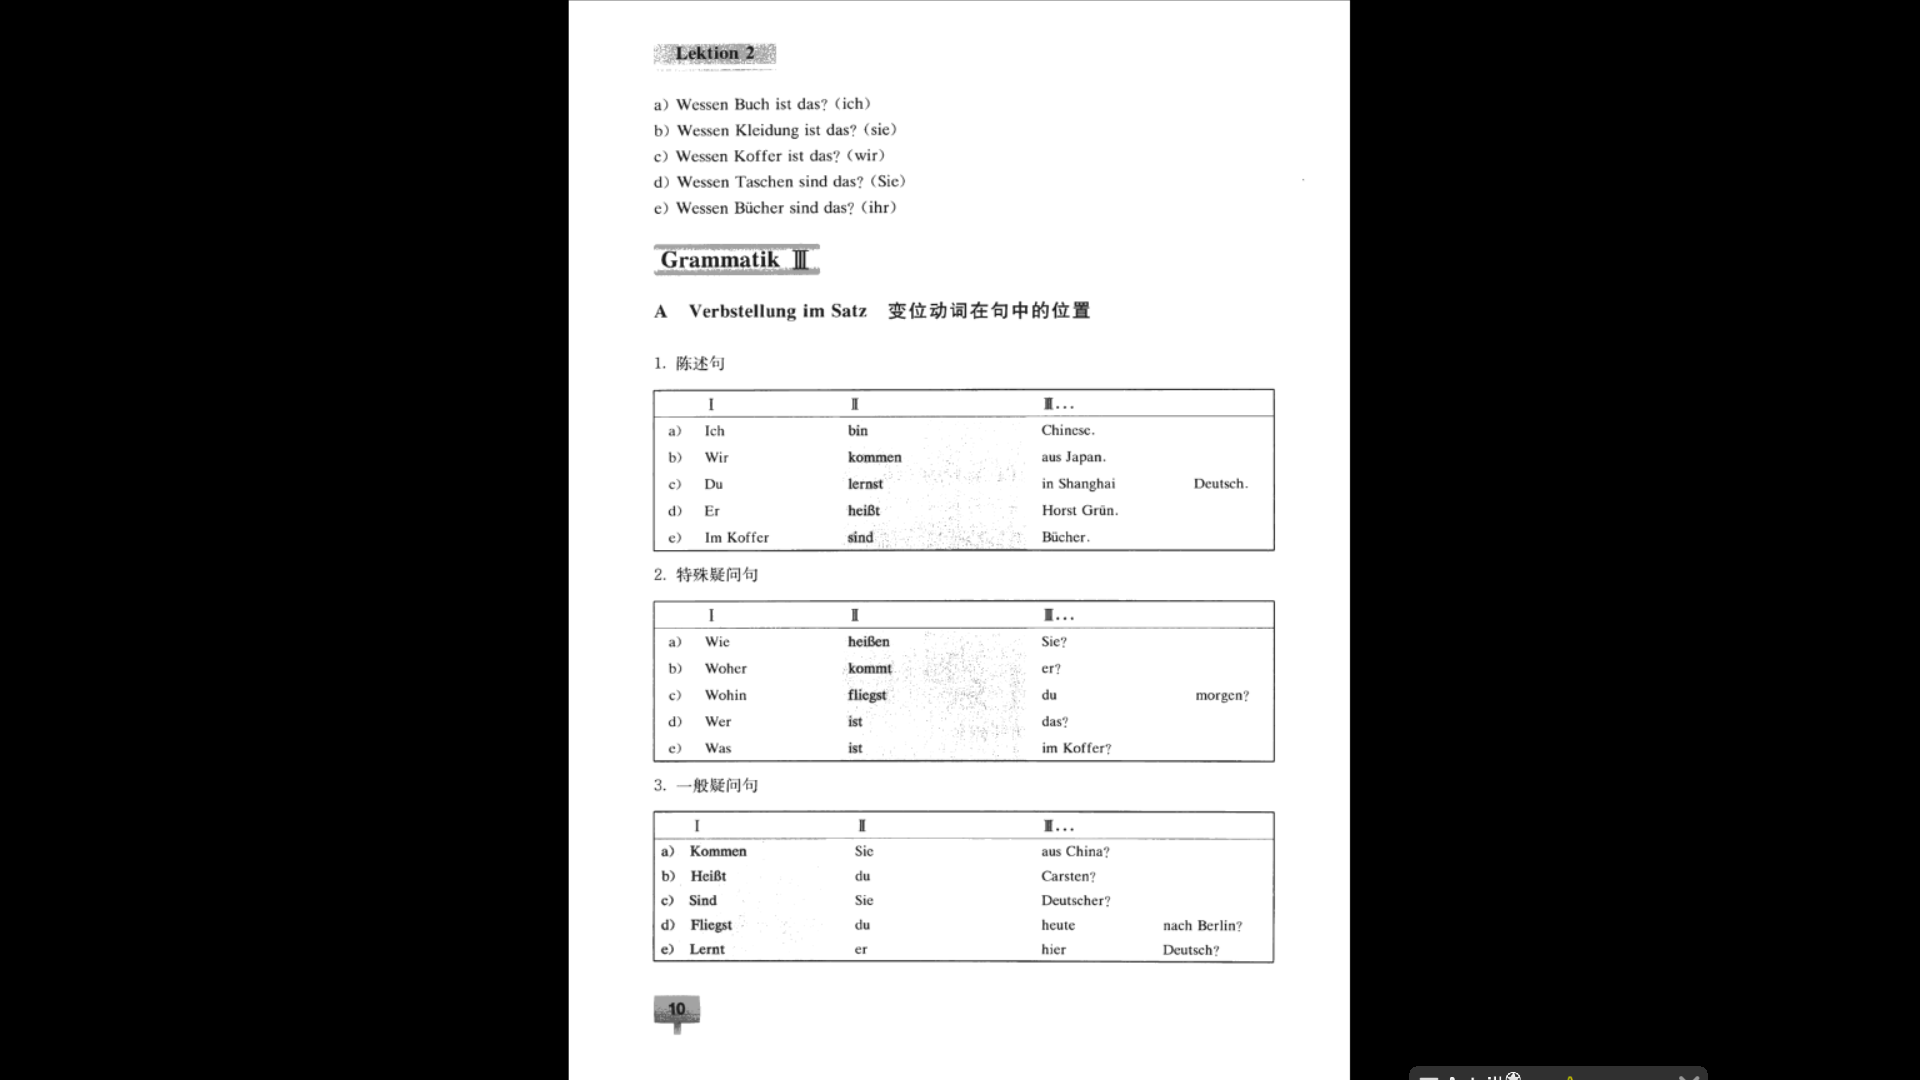 Lektion 2
a) Wessen Buch ist das? (ich)
b) Wessen Kleidung ist das? (sie)
c) Wessen Koffer ist das? (wir)
d) Wessen Taschen sind das? (Sie)
e) Wessen Bücher sind das? (ihr)
Grammatik Ⅲ
A Verbstellung im Satz 变位动词在句中的位置
1. 陈述句
Ⅰ Ⅱ Ⅲ...
a) Ich bin Chinese.
b) Wir kommen aus Japan.
c) Du lernst in Shanghai Deutsch.
d) Er heißt Horst Grün.
e) Im Koffer sind Bücher.
2. 特殊疑问句
Ⅰ Ⅱ Ⅲ...
a) Wie heißen Sie?
b) Woher kommt er?
c) Wohin fliegst du morgen?
d) Wer ist das?
e) Was ist im Koffer?
3. 一般疑问句
Ⅰ Ⅱ Ⅲ...
a) Kommen Sie aus China?
b) Heißt du Carsten?
c) Sind Sie Deutscher?
d) Fliegst du heute nach Berlin?
e) Lernt er hier Deutsch?
10